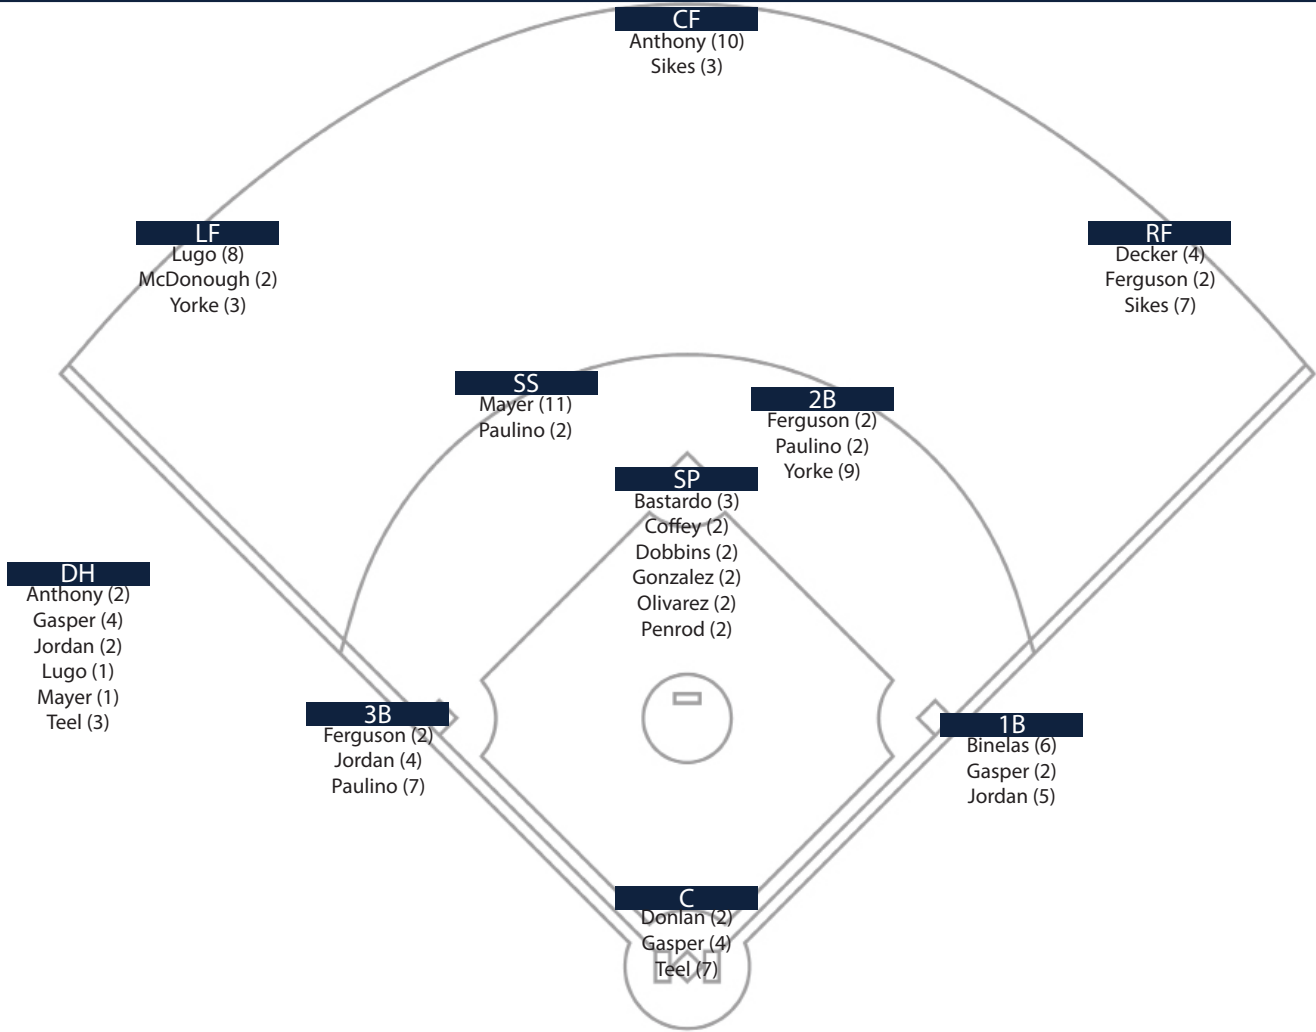 CF
Anthony (10)
Sikes (3)
LF
Lugo (8)
McDonough (2)
Yorke (3)
RF
Decker (4)
Ferguson (2)
Sikes (7)
SS
Mayer (11)
Paulino (2)
2B
Ferguson (2)
Paulino (2)
Yorke (9)
SP
Bastardo (3)
Coffey (2)
Dobbins (2)
Gonzalez (2)
Olivarez (2)
Penrod (2)
DH
Anthony (2)
Gasper (4)
Jordan (2)
Lugo (1)
Mayer (1)
Teel (3)
3B
Ferguson (2)
Jordan (4)
Paulino (7)
1B
Binelas (6)
Gasper (2)
Jordan (5)
C
Donlan (2)
Gasper (4)
Teel (7)